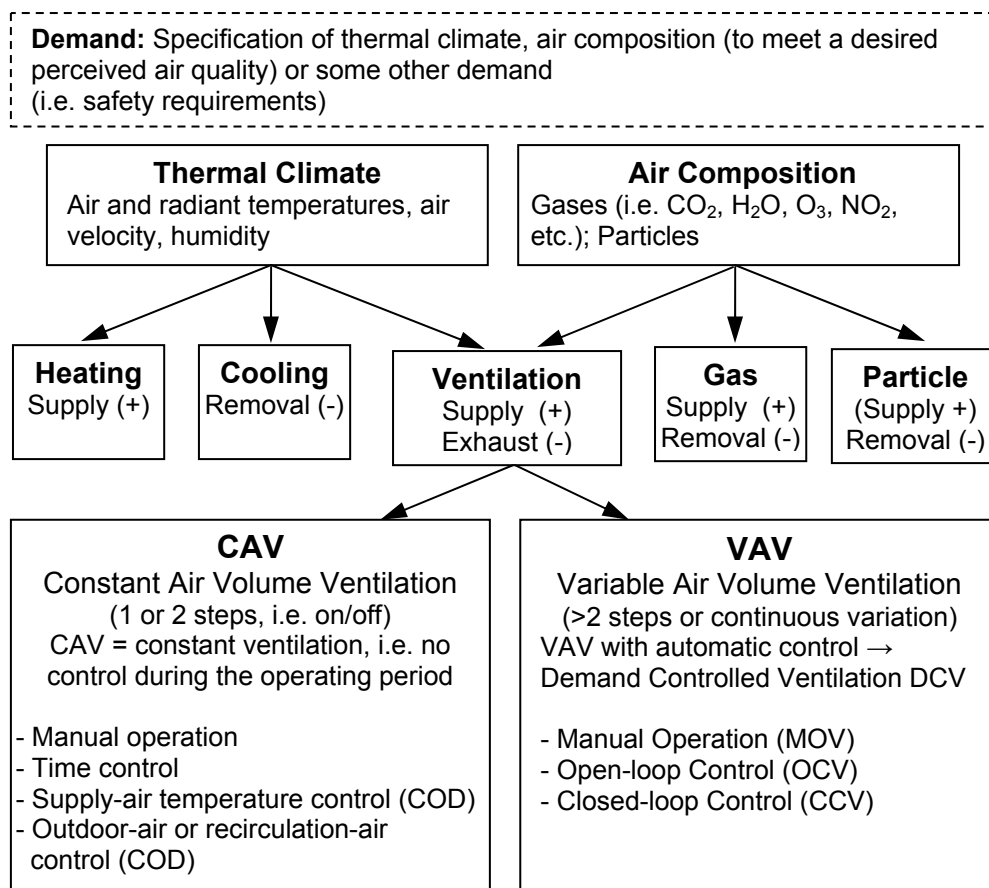 Demand: Specification of thermal climate, air composition (to meet a desired
perceived air quality) or some other demand
(i.e. safety requirements)
Thermal Climate
Air and radiant temperatures, air
velocity, humidity
Air Composition
Gases (i.e. CO₂, H₂O, O₃, NO₂,
etc.); Particles
Heating
Supply (+)
Cooling
Removal (-)
Ventilation
Supply (+)
Exhaust (-)
Gas
Supply (+)
Removal (-)
Particle
(Supply +)
Removal (-)
CAV
Constant Air Volume Ventilation
(1 or 2 steps, i.e. on/off)
CAV = constant ventilation, i.e. no
control during the operating period
- Manual operation
- Time control
- Supply-air temperature control (COD)
- Outdoor-air or recirculation-air
control (COD)
VAV
Variable Air Volume Ventilation
(>2 steps or continuous variation)
VAV with automatic control →
Demand Controlled Ventilation DCV
- Manual Operation (MOV)
- Open-loop Control (OCV)
- Closed-loop Control (CCV)